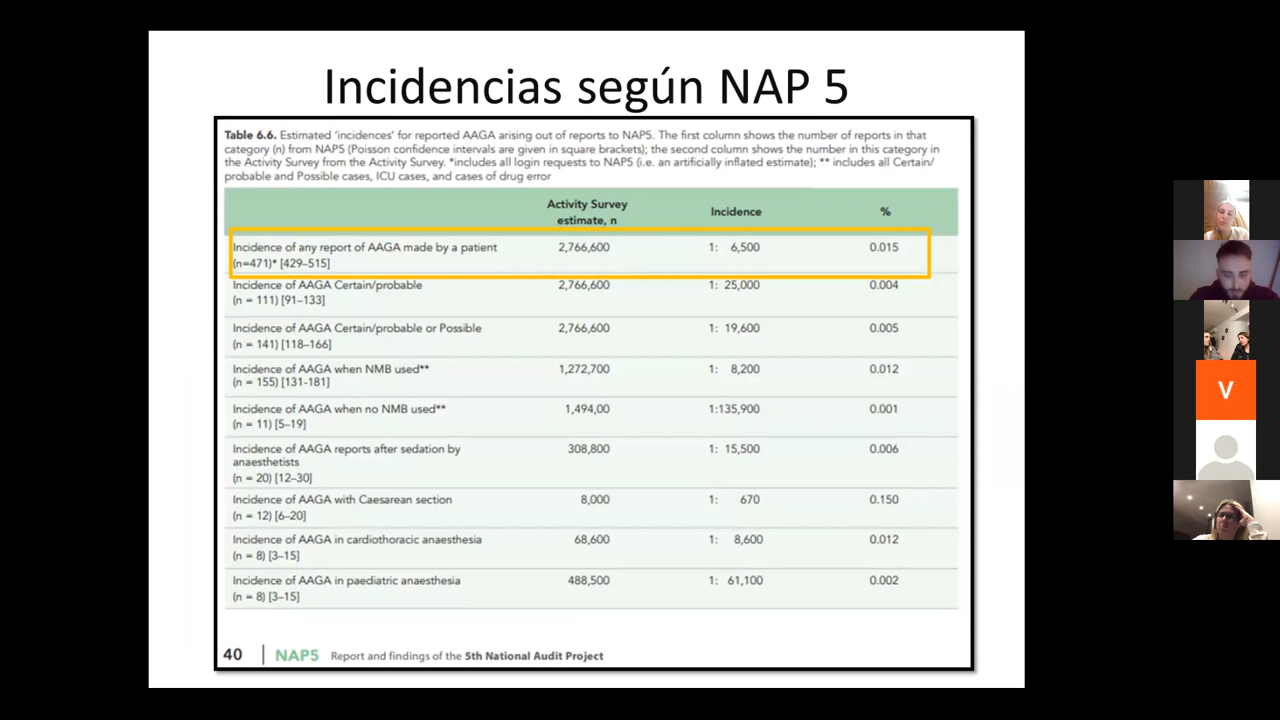 Incidencias según NAP 5
Table 6.6. Estimated 'incidences' for reported AAGA arising out of reports to NAP5. The first column shows the number of reports in that
category (n) from NAP5 (Poisson confidence intervals are given in square brackets); the second column shows the number in this category in
the Activity Survey from the Activity Survey. *includes all login requests to NAP5 (i.e. an artificially inflated estimate); ** includes all Certain/
probable and Possible cases, ICU cases, and cases of drug error
Activity Survey
estimate, n
Incidence
%
Incidence of any report of AAGA made by a patient 2,766,600 1: 6,500 0.015
(n=471)* [429–515]
Incidence of AAGA Certain/probable 2,766,600 1: 25,000 0.004
(n = 111) [91–133]
Incidence of AAGA Certain/probable or Possible 2,766,600 1: 19,600 0.005
(n = 141) [118–166]
Incidence of AAGA when NMB used** 1,272,700 1: 8,200 0.012
(n = 155) [131-181]
Incidence of AAGA when no NMB used** 1,494,00 1:135,900 0.001
(n = 11) [5–19]
Incidence of AAGA reports after sedation by 308,800 1: 15,500 0.006
anaesthetists
(n = 20) [12–30]
Incidence of AAGA with Caesarean section 8,000 1: 670 0.150
(n = 12) [6–20]
Incidence of AAGA in cardiothoracic anaesthesia 68,600 1: 8,600 0.012
(n = 8) [3–15]
Incidence of AAGA in paediatric anaesthesia 488,500 1: 61,100 0.002
(n = 8) [3–15]
40 | NAP5 Report and findings of the 5th National Audit Project
V